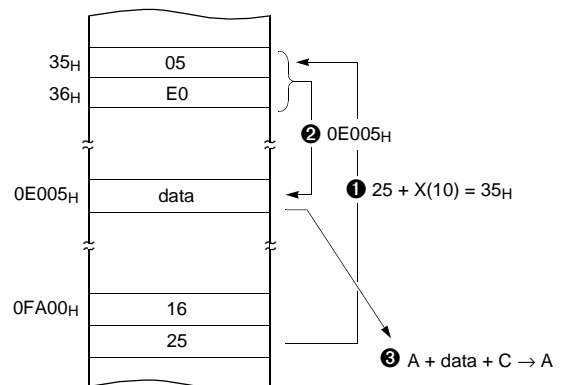 35H 05
36H E0
❷ 0E005H
0E005H data
❶ 25 + X(10) = 35H
0FA00H 16
25
❸ A + data + C → A